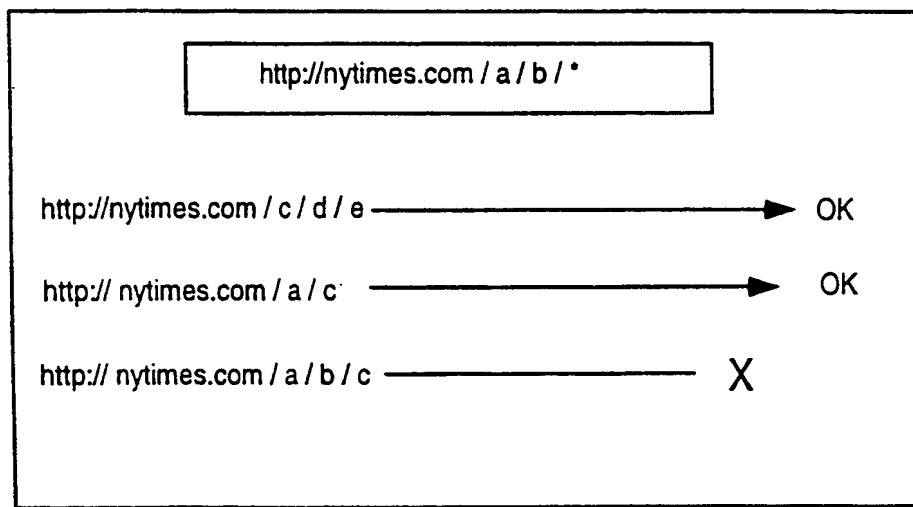 http://nytimes.com / a / b / *
http://nytimes.com / c / d / e OK
http:// nytimes.com / a / c OK
http:// nytimes.com / a / b / c X